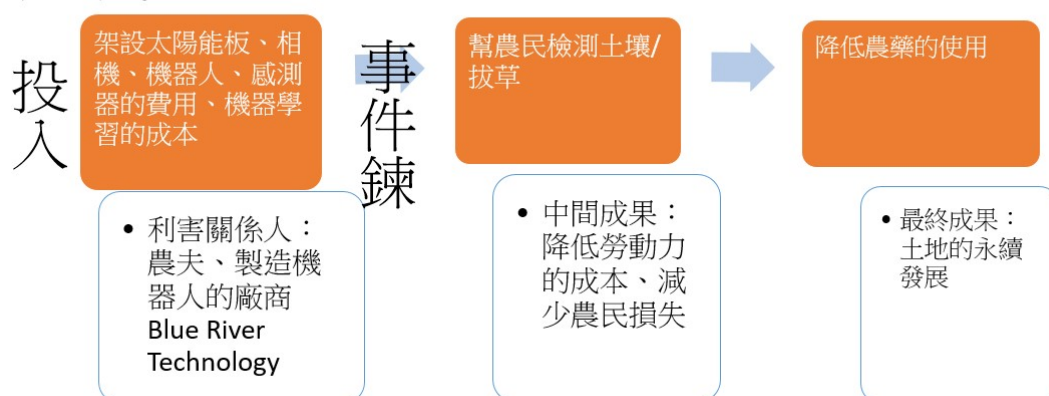 投入
架設太陽能板、相
機、機器人、感測
器的費用、機器學
習的成本
• 利害關係人：
農夫、製造機
器人的廠商
Blue River
Technology
事件鍊
幫農民檢測土壤/
拔草
• 中間成果：
降低勞動力
的成本、減
少農民損失
降低農藥的使用
• 最終成果：
土地的永續
發展